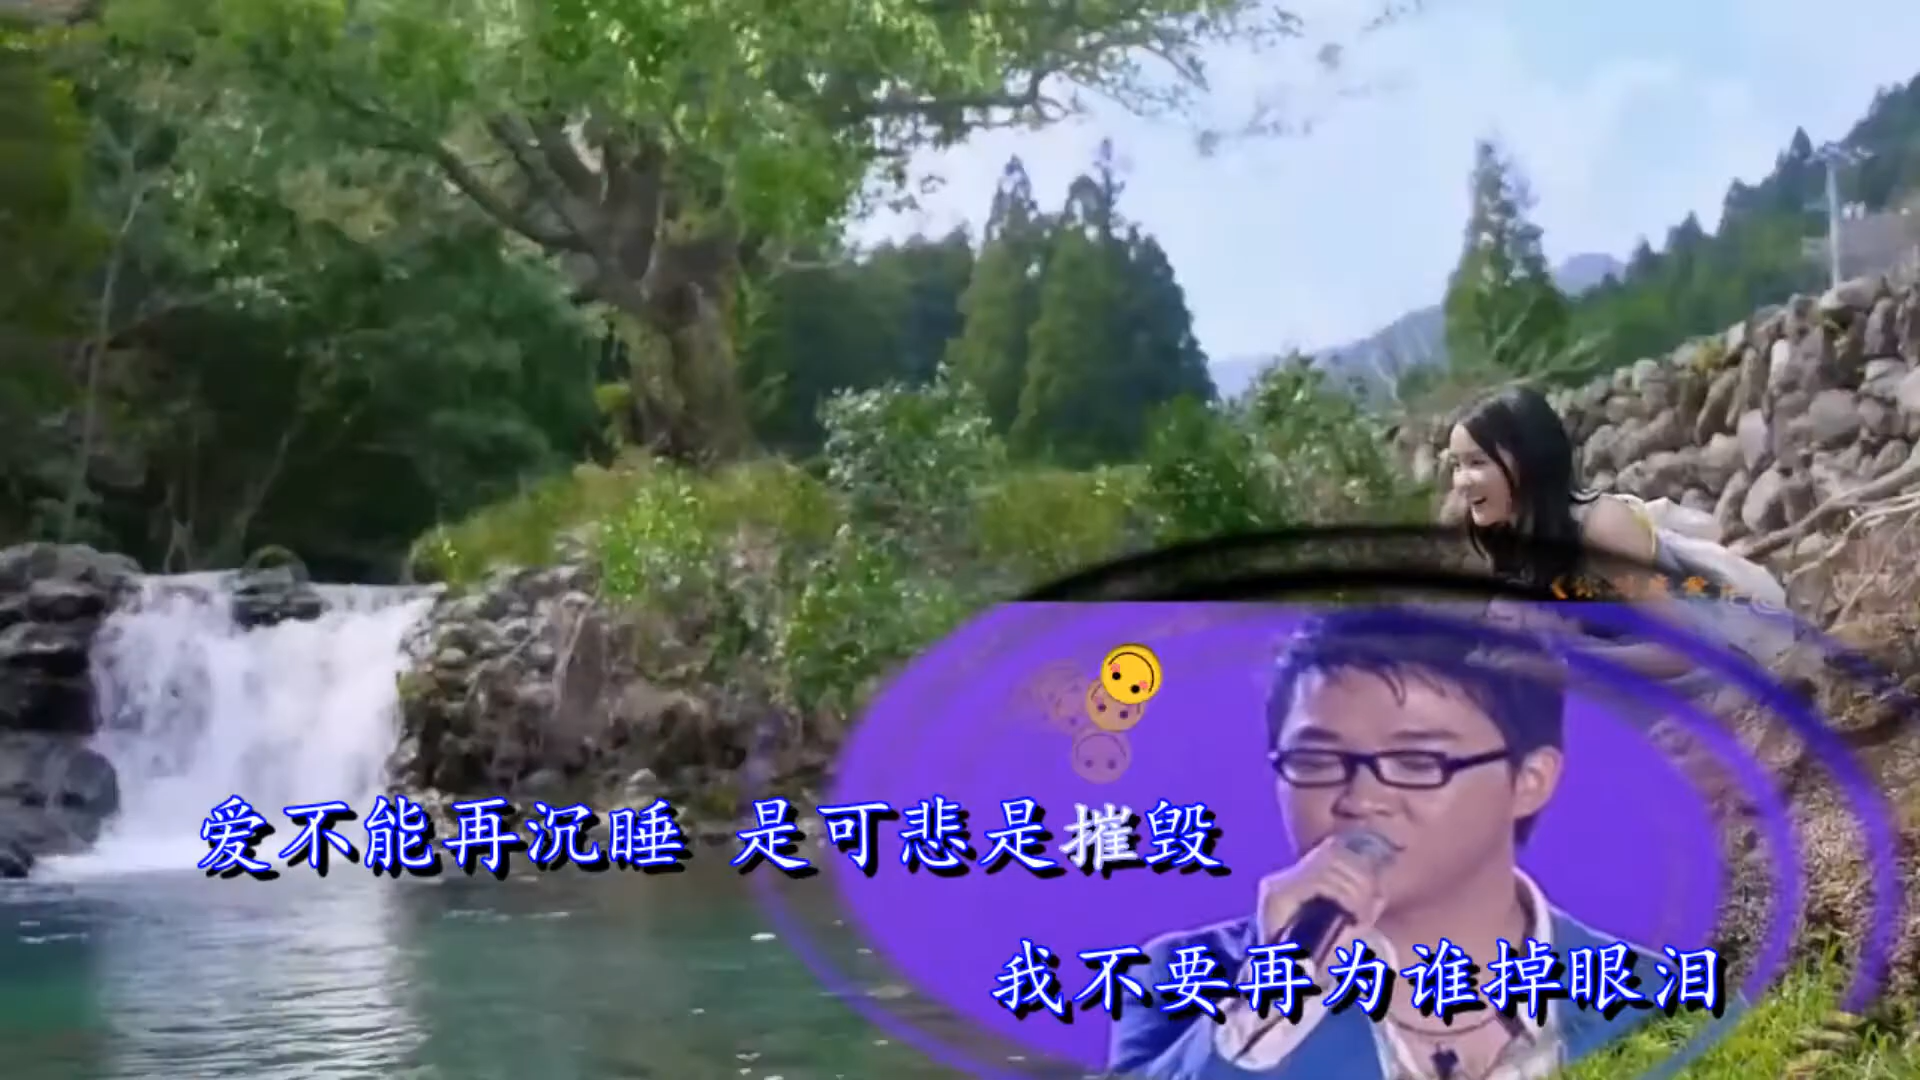 爱不能再沉睡 是可悲是摧毁
我不要再为谁掉眼泪